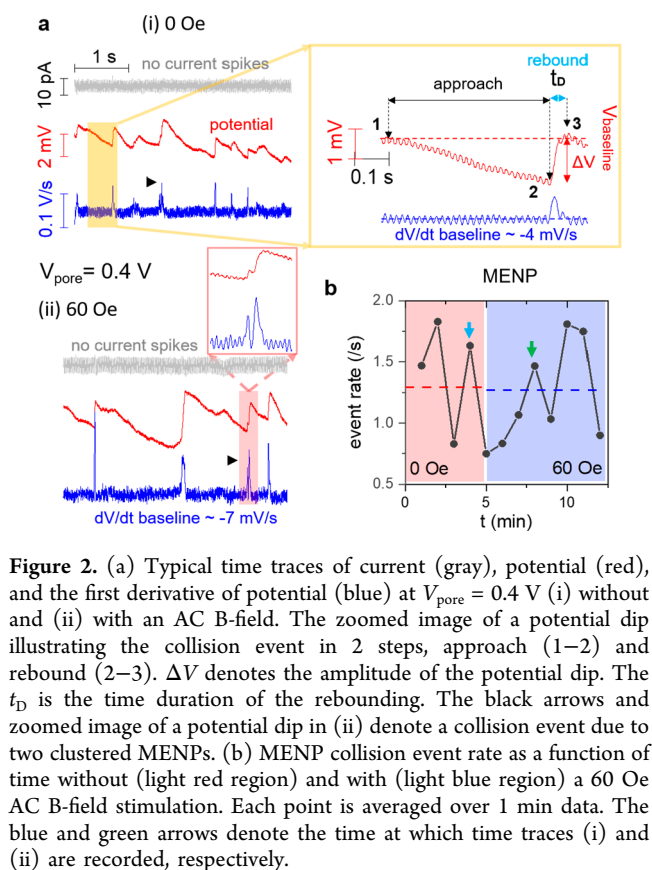 a
(i) 0 Oe
1 s
no current spikes
10 pA
potential
2 mV
0.1 V/s
rebound
t_D
approach
1
3
V_baseline
1 mV
ΔV
0.1 s
2
dV/dt baseline ~ -4 mV/s
V_pore= 0.4 V
(ii) 60 Oe
no current spikes
dV/dt baseline ~ -7 mV/s
b
MENP
2.0
1.5
1.0
0.5
event rate (/s)
0 Oe
60 Oe
0
5
10
t (min)
Figure 2. (a) Typical time traces of current (gray), potential (red),
and the first derivative of potential (blue) at V_pore = 0.4 V (i) without
and (ii) with an AC B-field. The zoomed image of a potential dip
illustrating the collision event in 2 steps, approach (1−2) and
rebound (2−3). ΔV denotes the amplitude of the potential dip. The
t_D is the time duration of the rebounding. The black arrows and
zoomed image of a potential dip in (ii) denote a collision event due to
two clustered MENPs. (b) MENP collision event rate as a function of
time without (light red region) and with (light blue region) a 60 Oe
AC B-field stimulation. Each point is averaged over 1 min data. The
blue and green arrows denote the time at which time traces (i) and
(ii) are recorded, respectively.